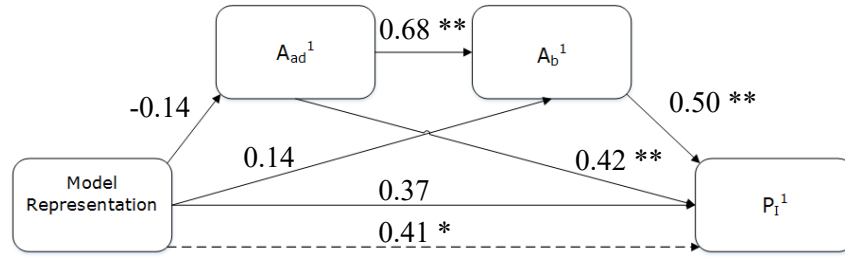 0.68 **
A_ad^1
A_b^1
-0.14
0.50 **
0.14
0.42 **
Model
Representation
0.37
P_I^1
0.41 *